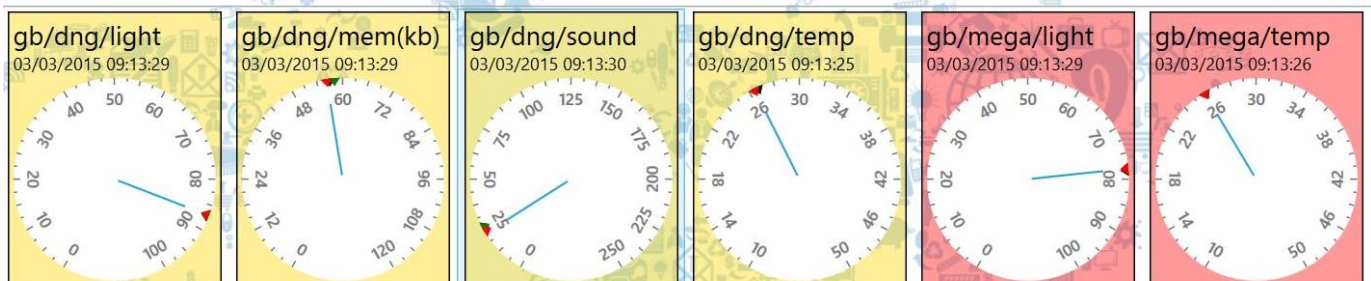 gb/dng/light
03/03/2015 09:13:29
0 10 20 30 40 50 60 70 80 90 100
gb/dng/mem(kb)
03/03/2015 09:13:29
0 12 24 36 48 60 72 84 96 108 120
gb/dng/sound
03/03/2015 09:13:30
0 25 50 75 100 125 150 175 200 225 250
gb/dng/temp
03/03/2015 09:13:25
10 14 18 22 26 30 34 38 42 46 50
gb/mega/light
03/03/2015 09:13:29
0 10 20 30 40 50 60 70 80 90 100
gb/mega/temp
03/03/2015 09:13:26
10 14 18 22 26 30 34 38 42 46 50